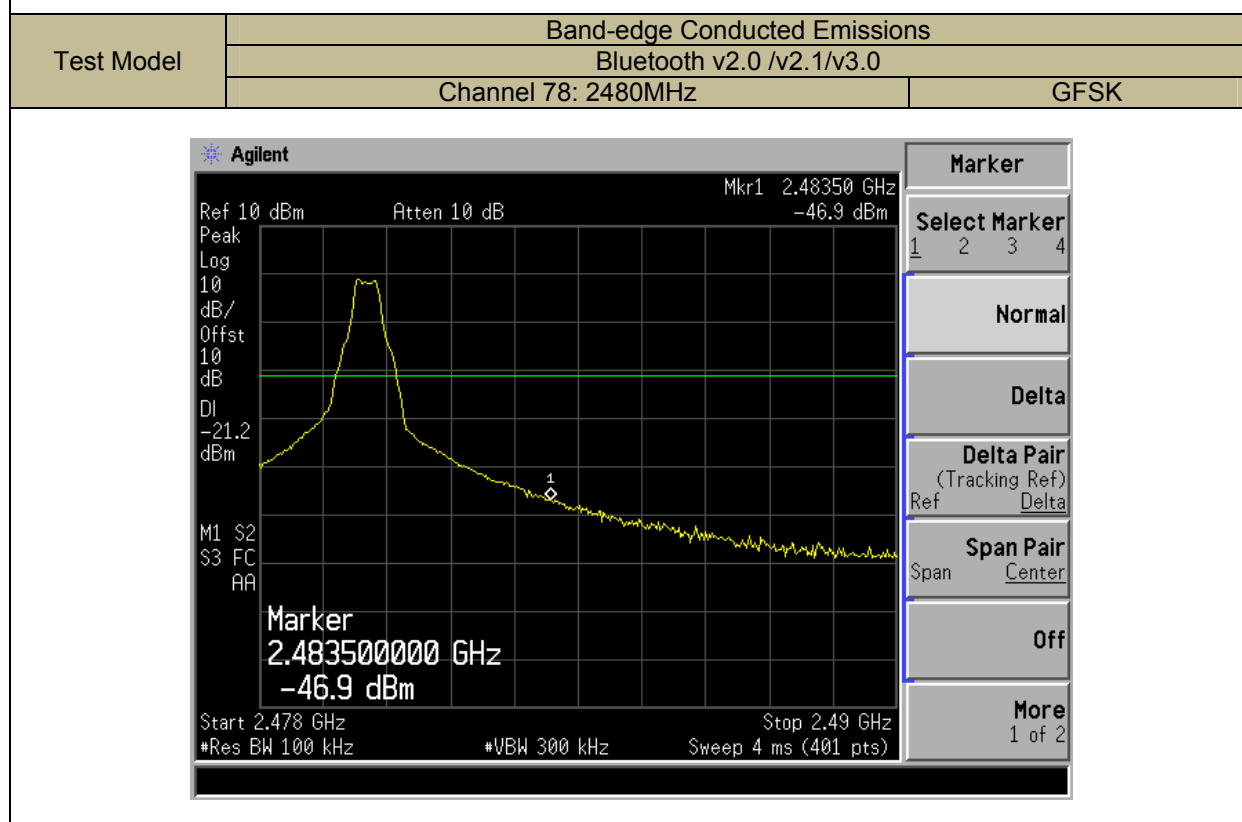 Test Model
Band-edge Conducted Emissions
Bluetooth v2.0 /v2.1/v3.0
Channel 78: 2480MHz
GFSK
Agilent
Mkr1 2.48350 GHz
Ref 10 dBm Atten 10 dB -46.9 dBm
Peak
Log
10
dB/
Offst
10
dB
DI
-21.2
dBm
M1 S2
S3 FC
AA
1
Marker
2.483500000 GHz
-46.9 dBm
Start 2.478 GHz Stop 2.49 GHz
#Res BW 100 kHz #VBW 300 kHz Sweep 4 ms (401 pts)
Marker
Select Marker
1 2 3 4
Normal
Delta
Delta Pair
(Tracking Ref)
Ref Delta
Span Pair
Span Center
Off
More
1 of 2